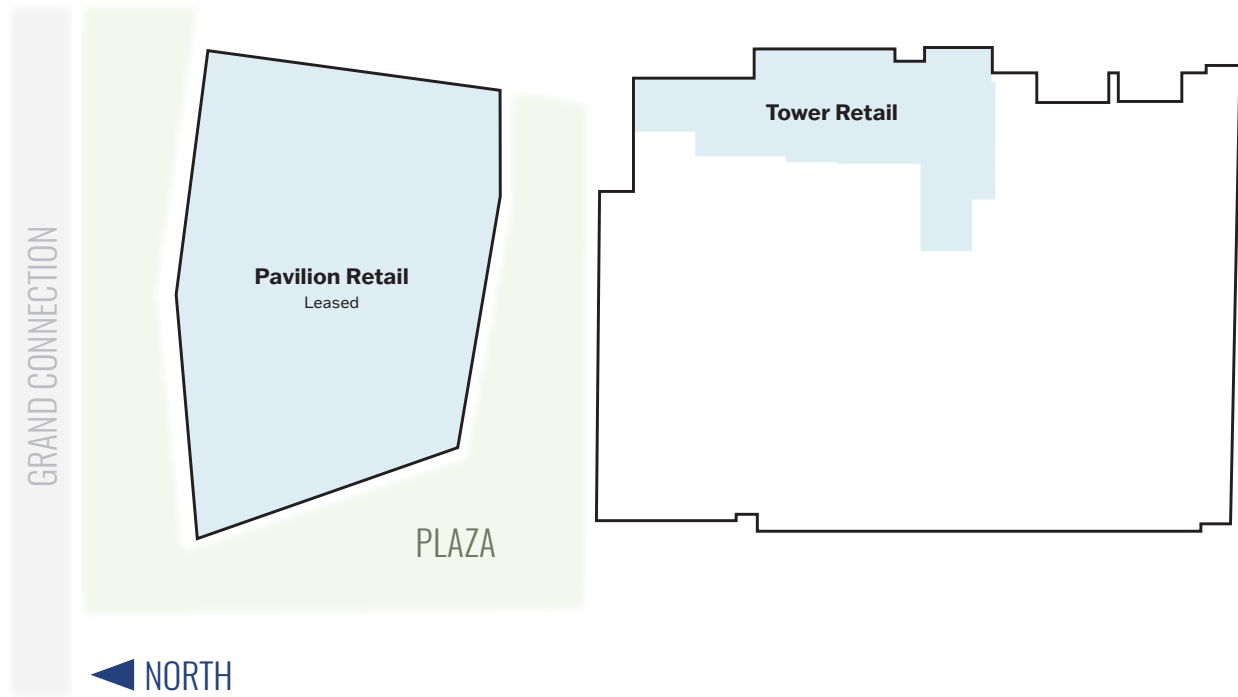 Tower Retail
Pavilion Retail
Leased
GRAND CONNECTION
PLAZA
NORTH